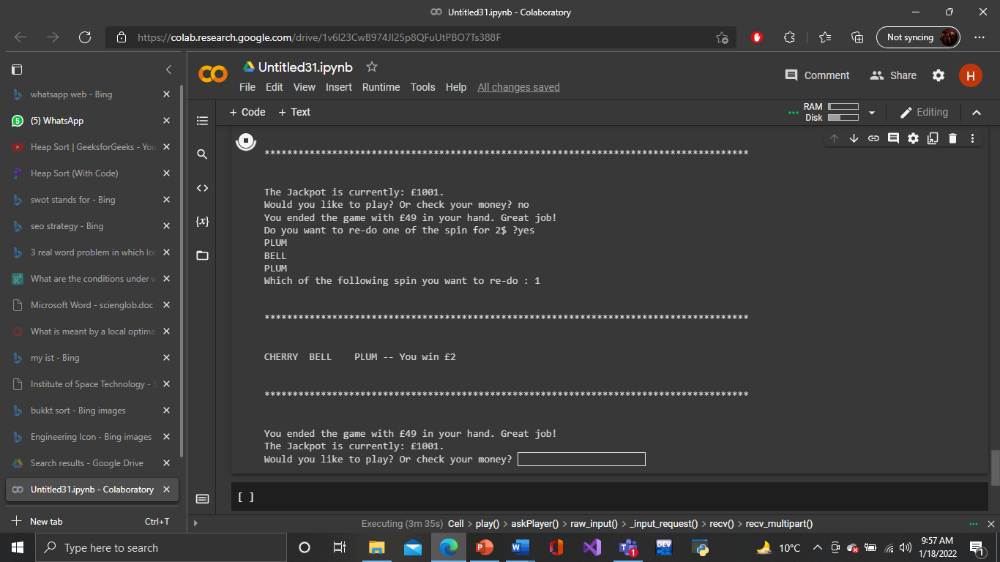 Untitled31.ipynb - Colaboratory
https://colab.research.google.com/drive/1v6I23CwB974JI25p8QFuUtPBO7Ts388F
Not syncing
whatsapp web - Bing
(5) WhatsApp
Heap Sort | GeeksforGeeks - You
Heap Sort (With Code)
swot stands for - Bing
seo strategy - Bing
3 real word problem in which lo
What are the conditions under w
Microsoft Word - scienglob.doc
What is meant by a local optima
my ist - Bing
Institute of Space Technology - S
bukkt sort - Bing images
Engineering Icon - Bing images
Search results - Google Drive
Untitled31.ipynb - Colaboratory
New tab Ctrl+T
Untitled31.ipynb
File Edit View Insert Runtime Tools Help All changes saved
Comment Share H
+ Code + Text
RAM
Disk
Editing
**************************************************************************************
The Jackpot is currently: £1001.
Would you like to play? Or check your money? no
You ended the game with £49 in your hand. Great job!
Do you want to re-do one of the spin for 2$ ?yes
PLUM
BELL
PLUM
Which of the following spin you want to re-do : 1
**************************************************************************************
CHERRY BELL PLUM -- You win £2
**************************************************************************************
You ended the game with £49 in your hand. Great job!
The Jackpot is currently: £1001.
Would you like to play? Or check your money?
[ ]
Executing (3m 35s) Cell > play() > askPlayer() > raw_input() > _input_request() > recv() > recv_multipart()
Type here to search
DEV
10°C
9:57 AM
1/18/2022
1